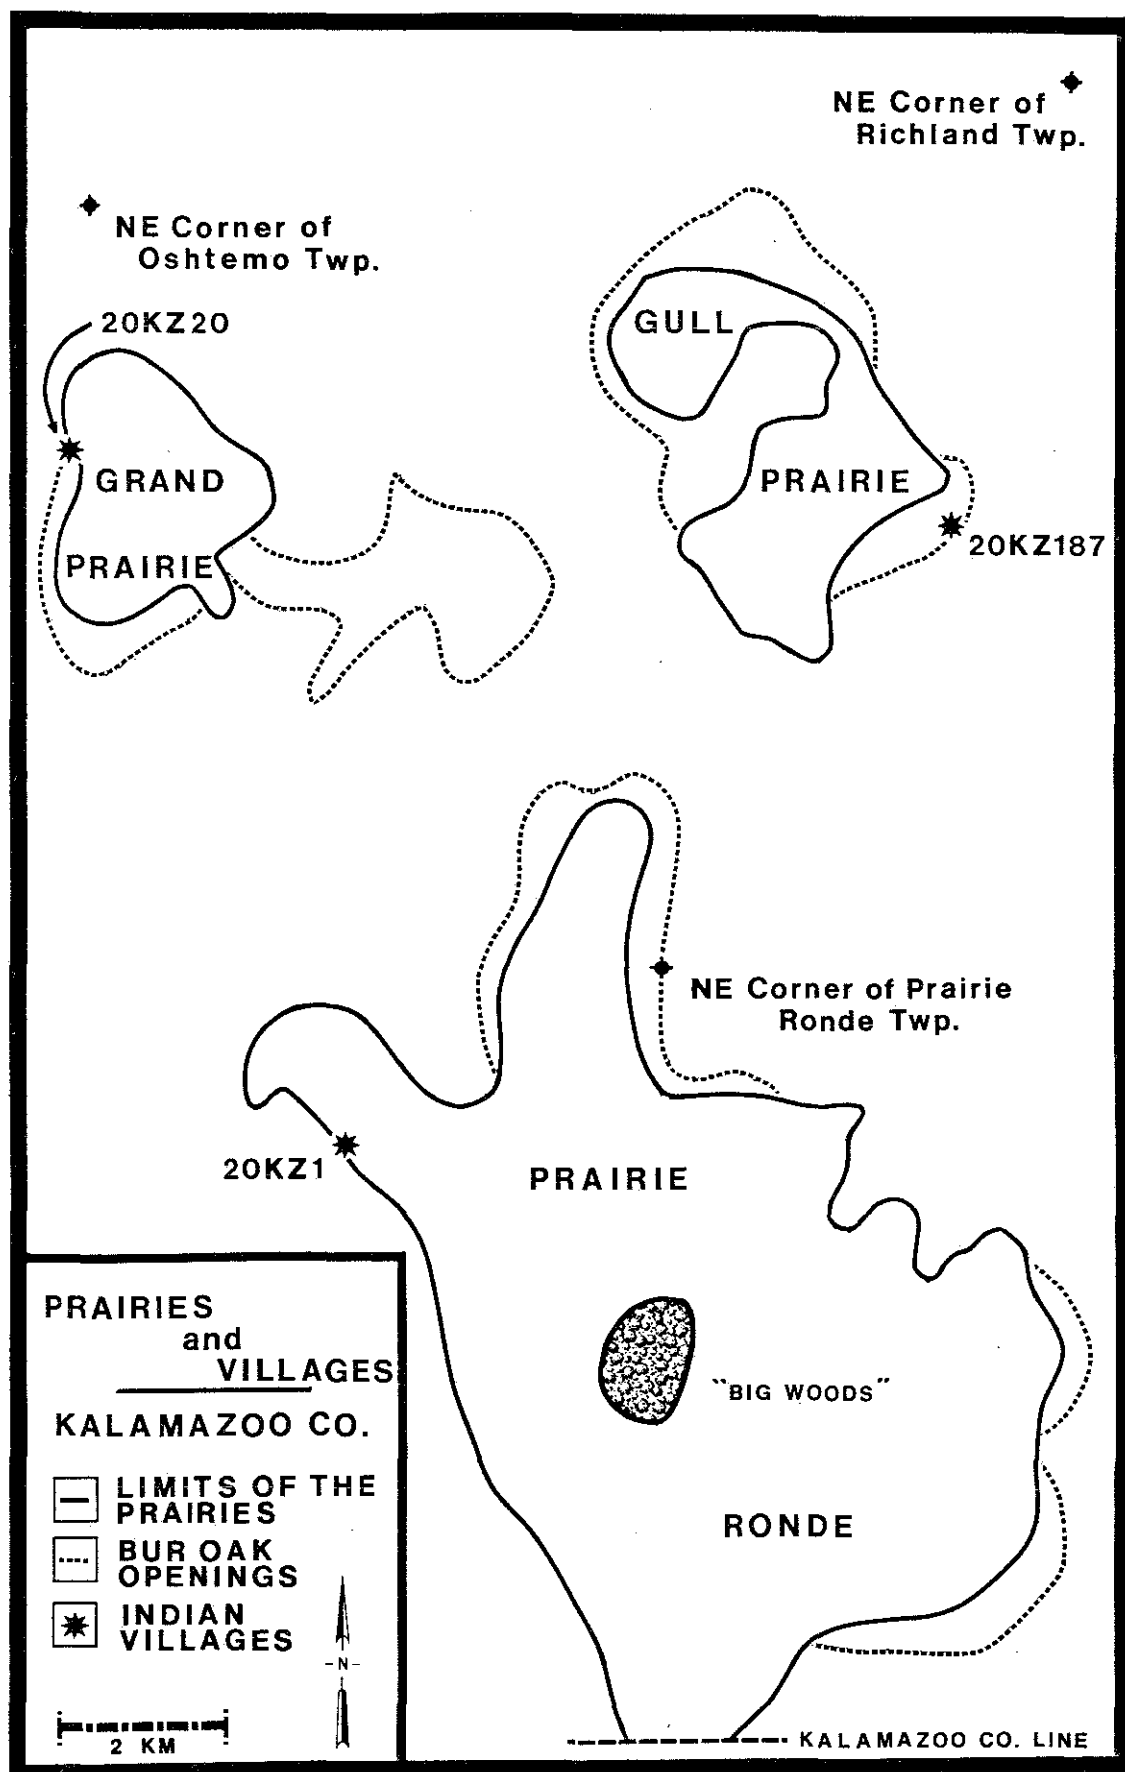 NE Corner of
Richland Twp.
NE Corner of
Oshtemo Twp.
20KZ20
GULL
GRAND
PRAIRIE
PRAIRIE
20KZ187
NE Corner of Prairie
Ronde Twp.
20KZ1
PRAIRIE
"BIG WOODS"
RONDE
PRAIRIES
and
VILLAGES
KALAMAZOO CO.
LIMITS OF THE
PRAIRIES
BUR OAK
OPENINGS
INDIAN
VILLAGES
-N-
2 KM
KALAMAZOO CO. LINE